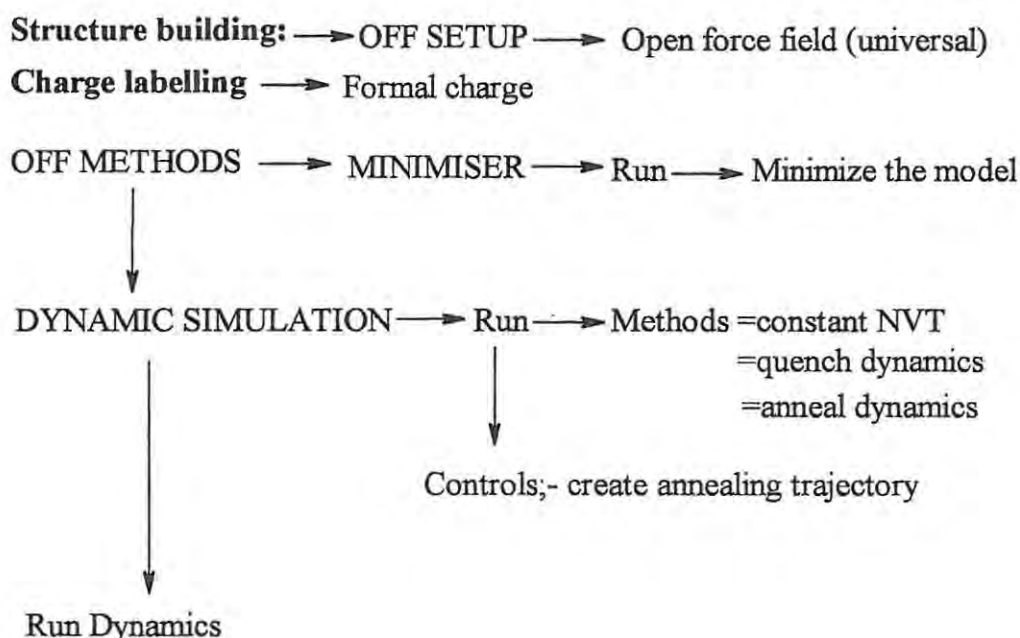 Structure building: → OFF SETUP → Open force field (universal)
Charge labelling → Formal charge
OFF METHODS → MINIMISER → Run → Minimize the model
DYNAMIC SIMULATION → Run → Methods =constant NVT
=quench dynamics
=anneal dynamics
Controls;- create annealing trajectory
Run Dynamics